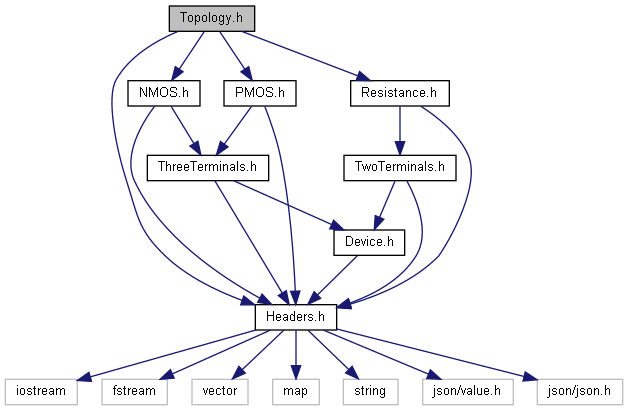 Topology.h
NMOS.h
PMOS.h
Resistance.h
ThreeTerminals.h
TwoTerminals.h
Device.h
Headers.h
iostream
fstream
vector
map
string
json/value.h
json/json.h